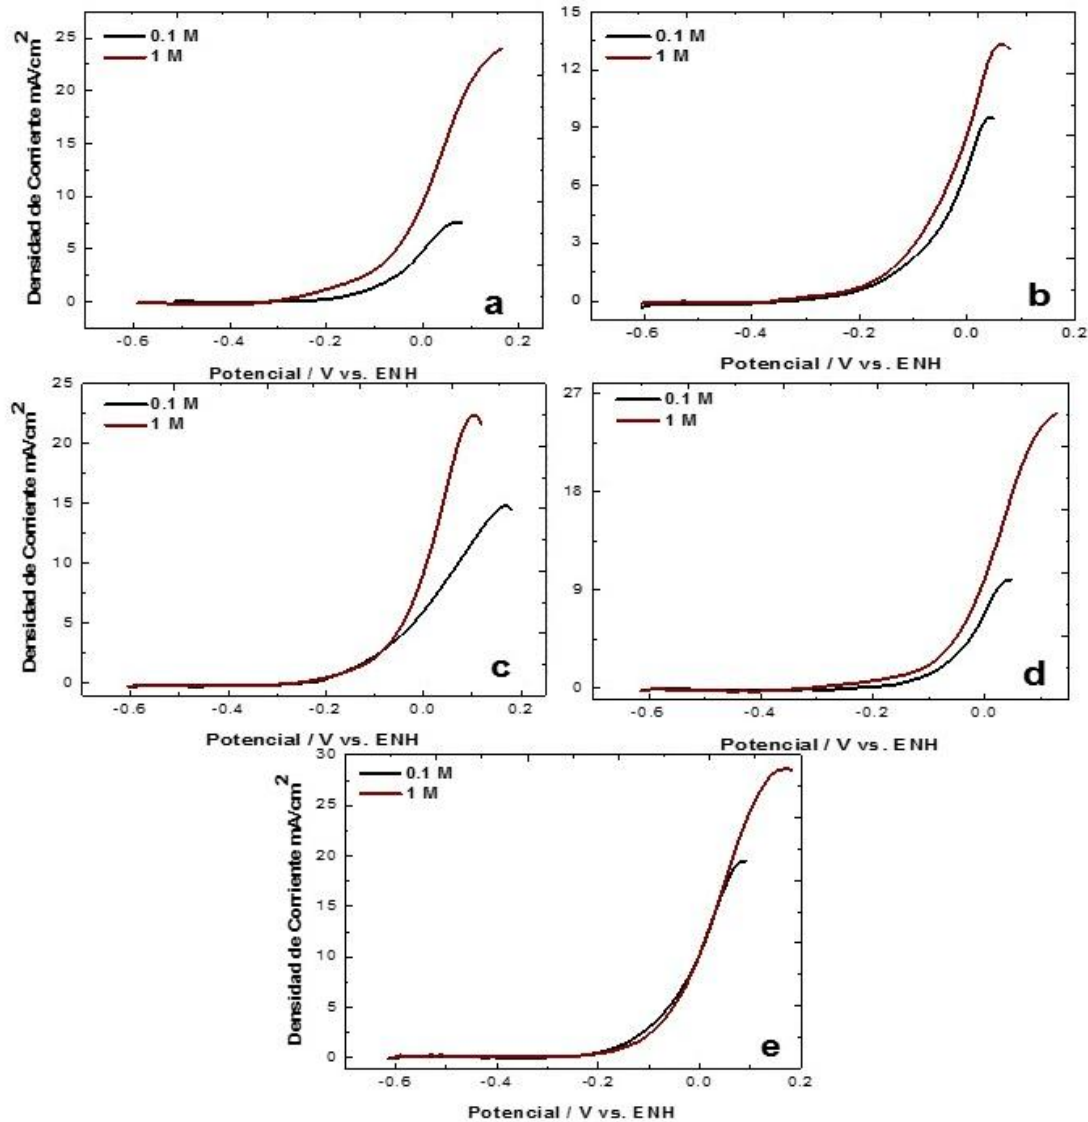 Densidad de Corriente mA/cm²
25
20
15
10
5
0
0.1 M
1 M
a
-0.6 -0.4 -0.2 0.0 0.2
Potencial / V vs. ENH
15
12
9
6
3
0
0.1 M
1 M
b
-0.6 -0.4 -0.2 0.0 0.2
Potencial / V vs. ENH
Densidad de Corriente mA/cm²
25
20
15
10
5
0
0.1 M
1 M
c
-0.6 -0.4 -0.2 0.0 0.2
Potencial / V vs. ENH
27
18
9
0
0.1 M
1 M
d
-0.6 -0.4 -0.2 0.0
Potencial / V vs. ENH
Densidad de Corriente mA/cm²
30
25
20
15
10
5
0
0.1 M
1 M
e
-0.6 -0.4 -0.2 0.0 0.2
Potencial / V vs. ENH